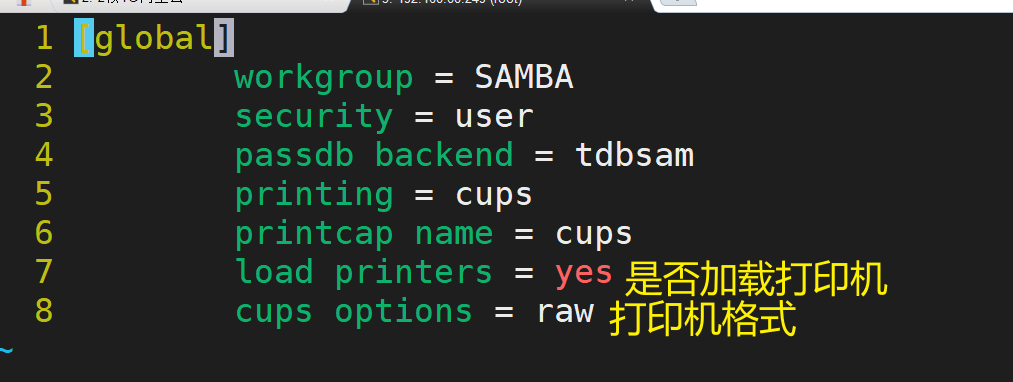 1 [global]
2 workgroup = SAMBA
3 security = user
4 passdb backend = tdbsam
5 printing = cups
6 printcap name = cups
7 load printers = yes 是否加载打印机
8 cups options = raw 打印机格式
~